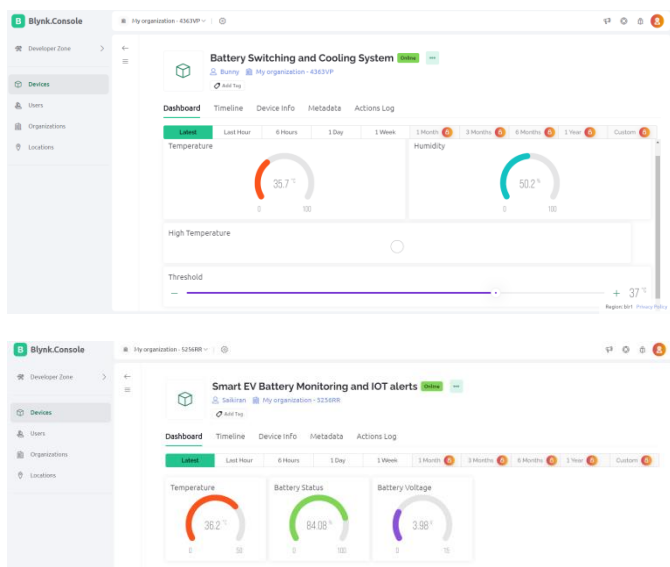 B Blynk.Console
My organization - 4363VP
Developer Zone
Devices
Users
Organizations
Locations
Battery Switching and Cooling System Online
Bunny My organization - 4363VP
Add Tag
Dashboard Timeline Device Info Metadata Actions Log
Latest Last Hour 6 Hours 1 Day 1 Week 1 Month 3 Months 6 Months 1 Year Custom
Temperature Humidity
35.7 °C 50.2 %
0 100 0 100
High Temperature
Threshold
− + 37 °C
Region: blr1 Privacy Policy
B Blynk.Console
My organization - 5256RR
Developer Zone
Devices
Users
Organizations
Locations
Smart EV Battery Monitoring and IOT alerts Online
Saikiran My organization - 5256RR
Add Tag
Dashboard Timeline Device Info Metadata Actions Log
Latest Last Hour 6 Hours 1 Day 1 Week 1 Month 3 Months 6 Months 1 Year Custom
Temperature Battery Status Battery Voltage
36.2 °C 84.08 % 3.98 V
0 50 0 100 0 15